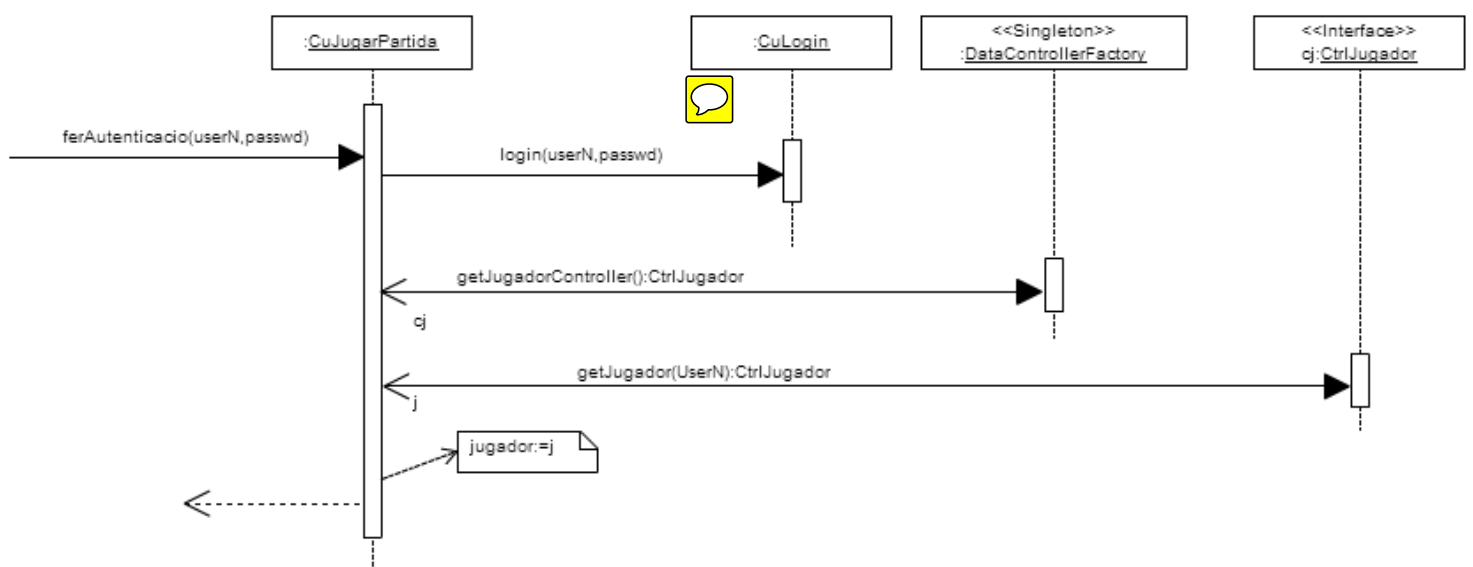 :CuJugarPartida
:CuLogin
<<Singleton>>
:DataControllerFactory
<<Interface>>
cj:CtrlJugador
ferAutenticacio(userN,passwd)
login(userN,passwd)
getJugadorController():CtrlJugador
cj
getJugador(UserN):CtrlJugador
j
jugador:=j